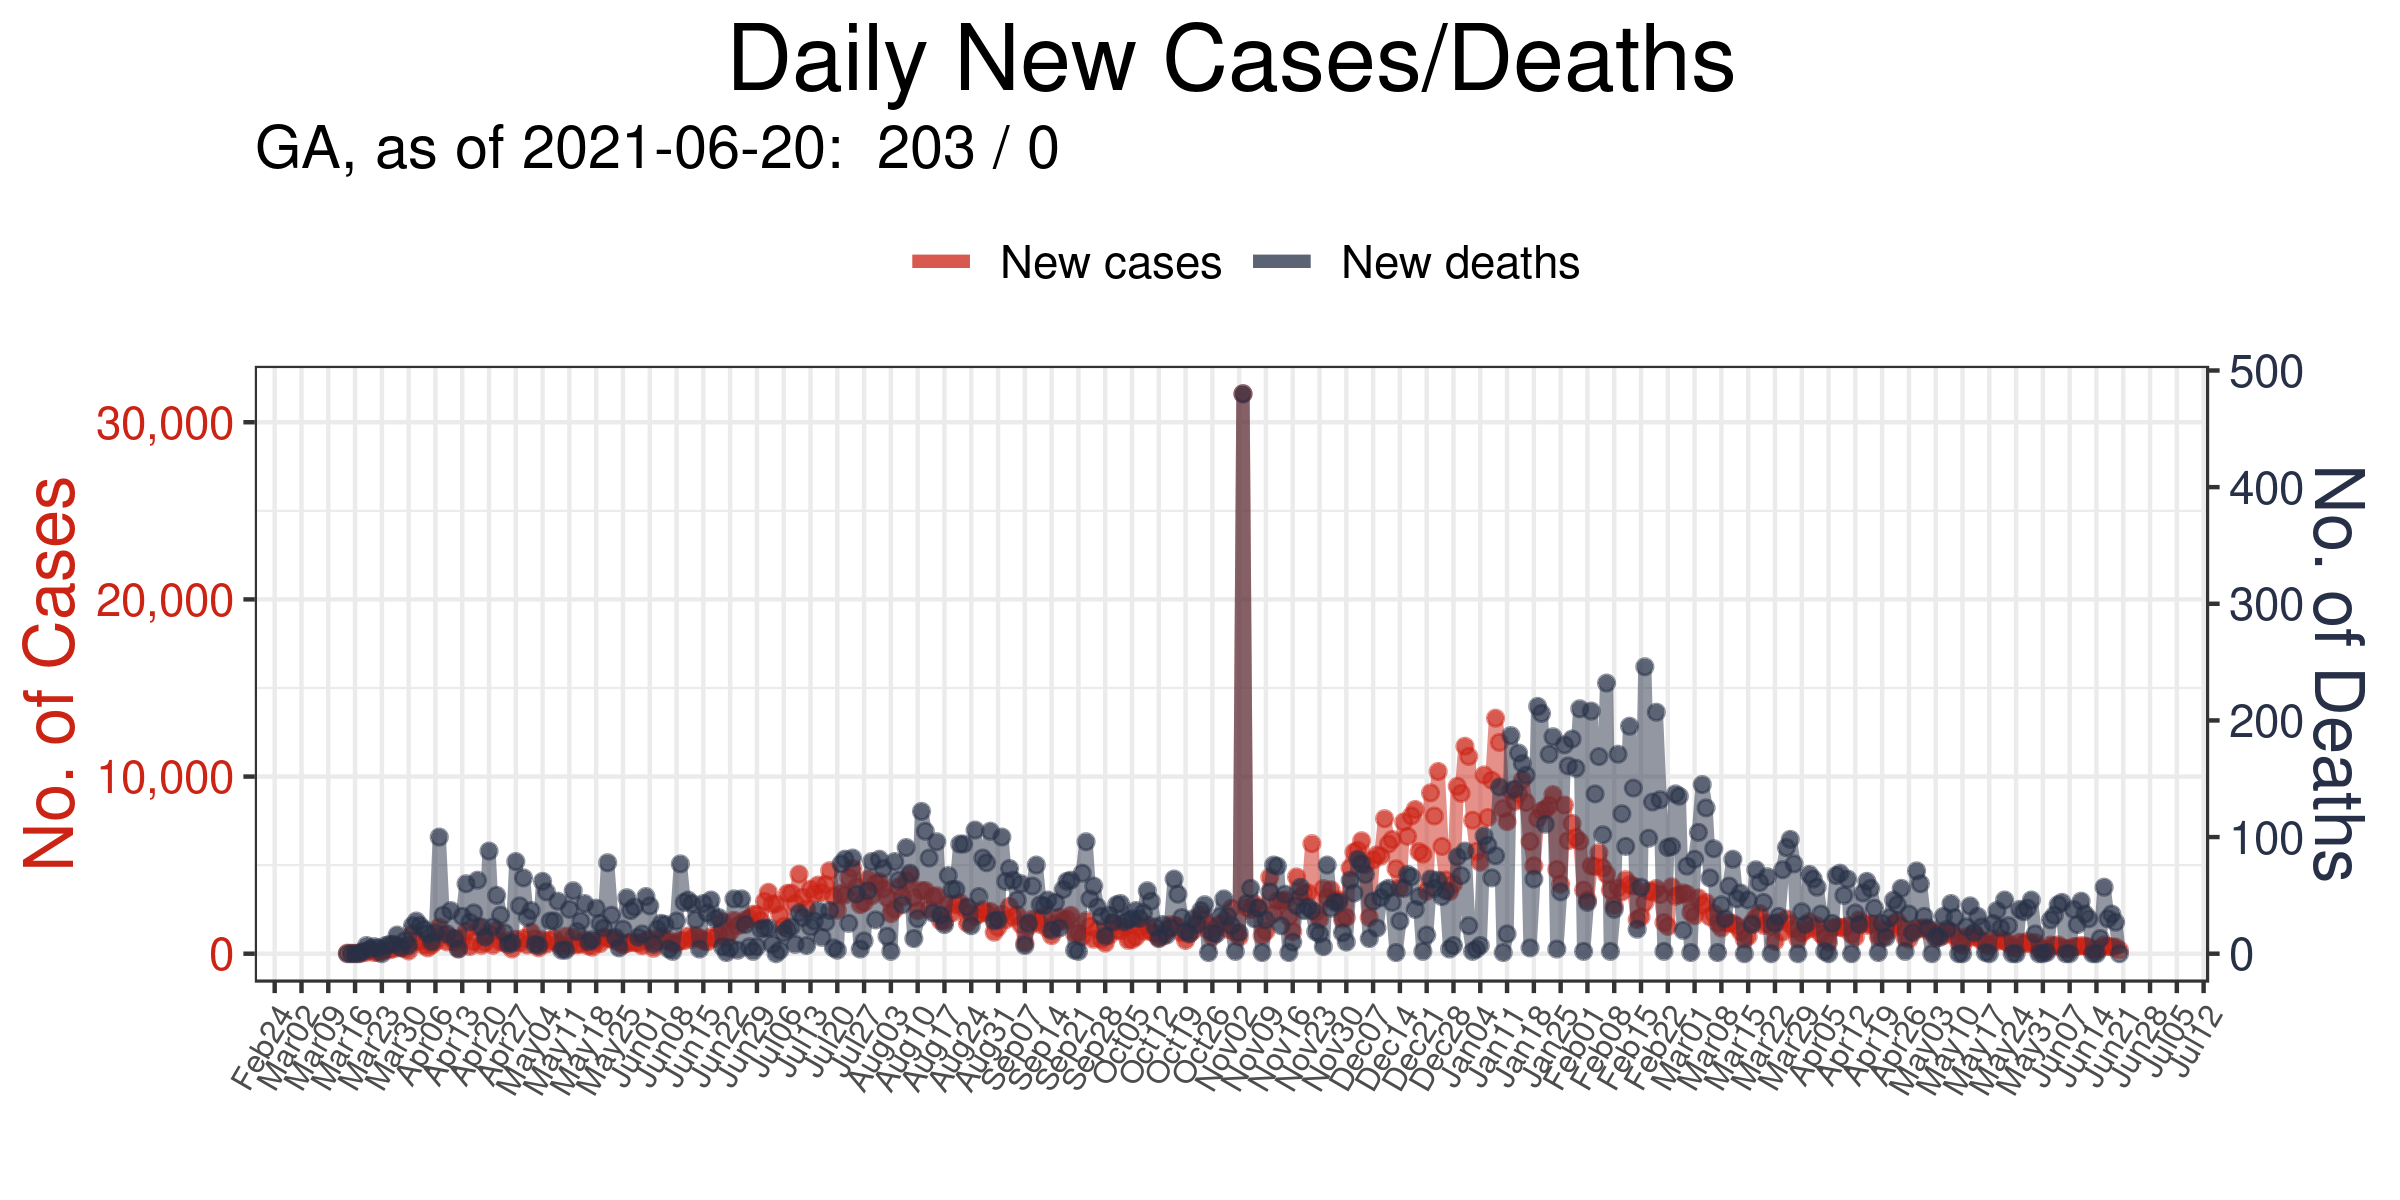 Daily New Cases/Deaths
GA, as of 2021-06-20:  203 / 0
New cases
New deaths
No. of Cases
30,000
20,000
10,000
0
500
400
300
200
100
0
No. of Deaths
Feb24
Mar02
Mar09
Mar16
Mar23
Mar30
Apr06
Apr13
Apr20
Apr27
May04
May11
May18
May25
Jun01
Jun08
Jun15
Jun22
Jun29
Jul06
Jul13
Jul20
Jul27
Aug03
Aug10
Aug17
Aug24
Aug31
Sep07
Sep14
Sep21
Sep28
Oct05
Oct12
Oct19
Oct26
Nov02
Nov09
Nov16
Nov23
Nov30
Dec07
Dec14
Dec21
Dec28
Jan04
Jan11
Jan18
Jan25
Feb01
Feb08
Feb15
Feb22
Mar01
Mar08
Mar15
Mar22
Mar29
Apr05
Apr12
Apr19
Apr26
May03
May10
May17
May24
May31
Jun07
Jun14
Jun21
Jun28
Jul05
Jul12